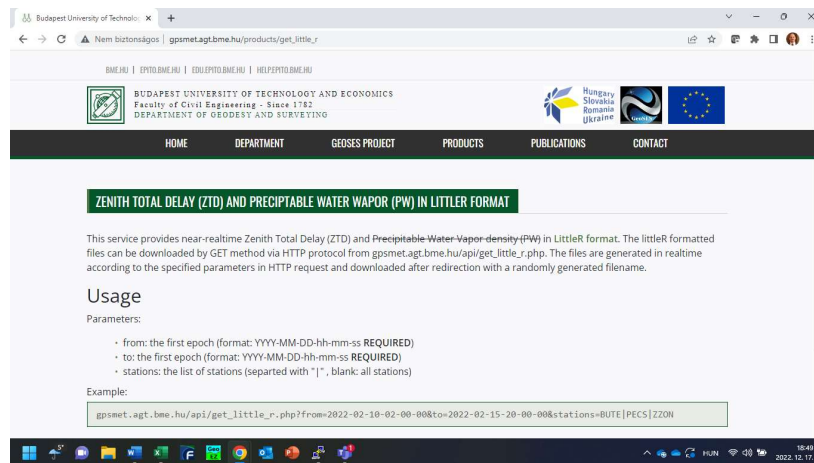 Budapest University of Technolo
Nem biztonságos | gpsmet.agt.bme.hu/products/get_little_r
BME.HU | EPITO.BME.HU | EDU.EPITO.BME.HU | HELP.EPITO.BME.HU
BUDAPEST UNIVERSITY OF TECHNOLOGY AND ECONOMICS
Faculty of Civil Engineering - Since 1782
DEPARTMENT OF GEODESY AND SURVEYING
Hungary
Slovakia
Romania
Ukraine
GeoSES
HOME DEPARTMENT GEOSES PROJECT PRODUCTS PUBLICATIONS CONTACT
ZENITH TOTAL DELAY (ZTD) AND PRECIPTABLE WATER WAPOR (PW) IN LITTLER FORMAT
This service provides near-realtime Zenith Total Delay (ZTD) and Precipitable Water Vapor density (PW) in LittleR format. The littleR formatted
files can be downloaded by GET method via HTTP protocol from gpsmet.agt.bme.hu/api/get_little_r.php. The files are generated in realtime
according to the specified parameters in HTTP request and downloaded after redirection with a randomly generated filename.
Usage
Parameters:
from: the first epoch (format: YYYY-MM-DD-hh-mm-ss REQUIRED)
to: the first epoch (format: YYYY-MM-DD-hh-mm-ss REQUIRED)
stations: the list of stations (separted with "|" , blank: all stations)
Example:
gpsmet.agt.bme.hu/api/get_little_r.php?from=2022-02-10-02-00-00&to=2022-02-15-20-00-00&stations=BUTE|PECS|ZZON
5°
HUN
18:49
2022. 12. 17.